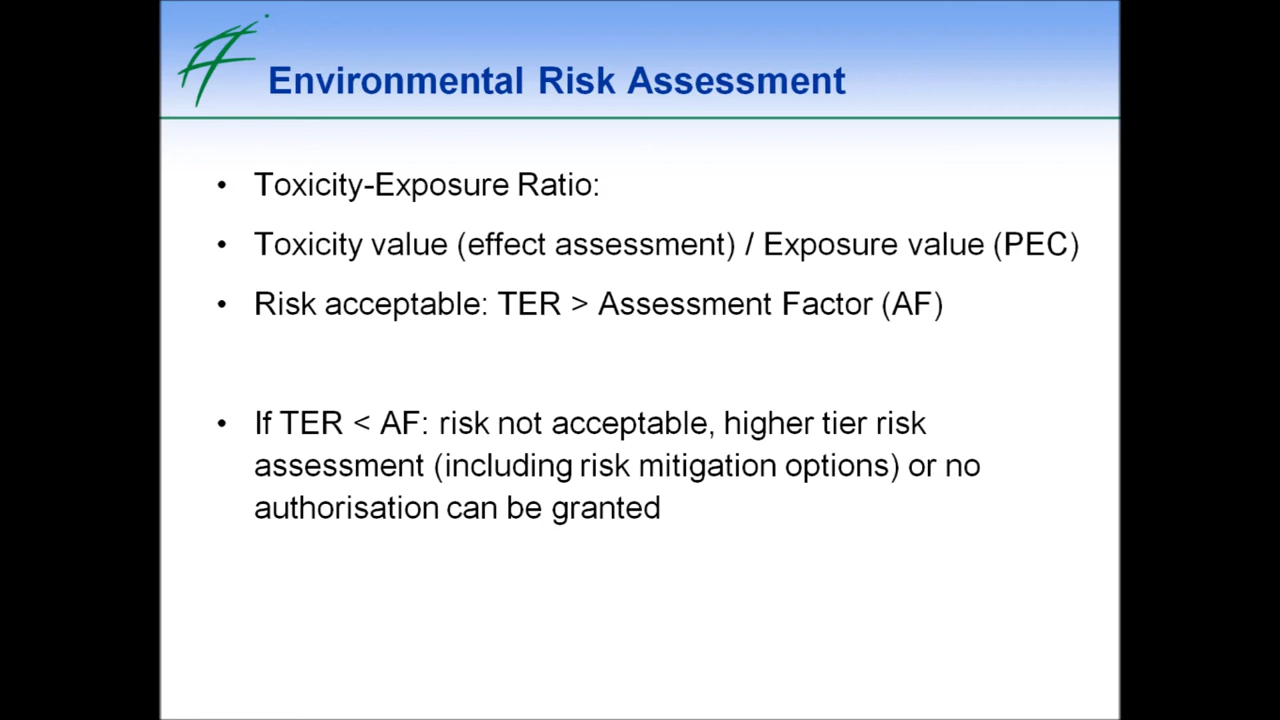 Environmental Risk Assessment
• Toxicity-Exposure Ratio:
• Toxicity value (effect assessment) / Exposure value (PEC)
• Risk acceptable: TER > Assessment Factor (AF)
• If TER < AF: risk not acceptable, higher tier risk
assessment (including risk mitigation options) or no
authorisation can be granted